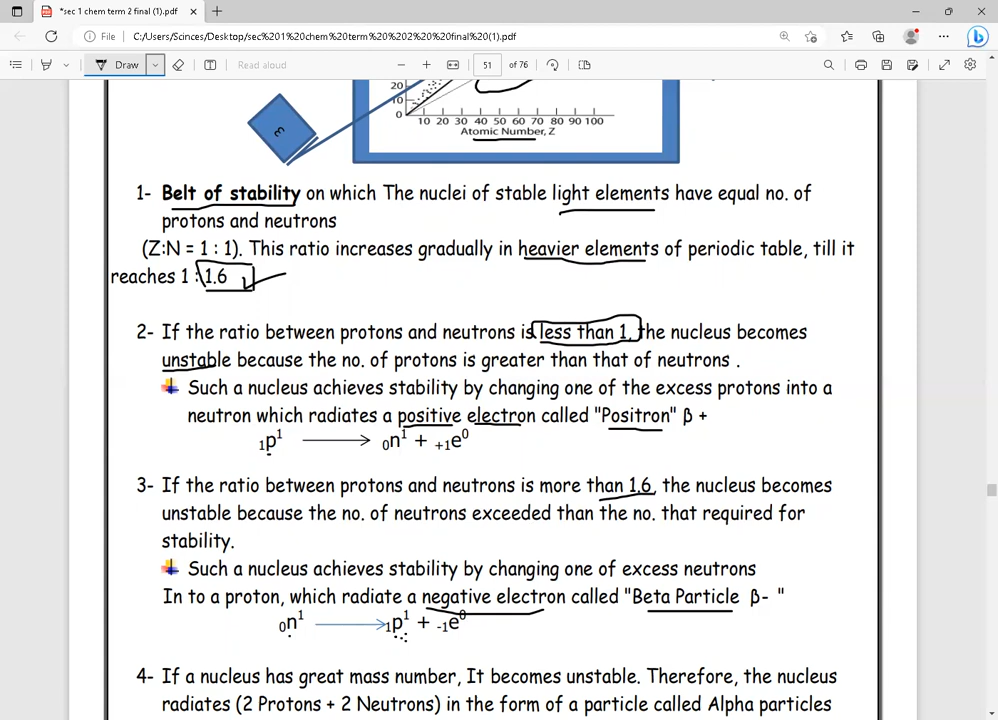 *sec 1 chem term 2 final (1).pdf
File C:/Users/Scinces/Desktop/sec%201%20chem%20term%20%202%20%20final%20(1).pdf
Draw Read aloud 51 of 76
20
10
0
10 20 30 40 50 60 70 80 90 100
Atomic Number, Z
ε
1- Belt of stability on which The nuclei of stable light elements have equal no. of
protons and neutrons
(Z:N = 1 : 1). This ratio increases gradually in heavier elements of periodic table, till it
reaches 1 : 1.6
2- If the ratio between protons and neutrons is less than 1, the nucleus becomes
unstable because the no. of protons is greater than that of neutrons .
Such a nucleus achieves stability by changing one of the excess protons into a
neutron which radiates a positive electron called "Positron" β +
₁p¹ → ₀n¹ + ₊₁e⁰
3- If the ratio between protons and neutrons is more than 1.6, the nucleus becomes
unstable because the no. of neutrons exceeded than the no. that required for
stability.
Such a nucleus achieves stability by changing one of excess neutrons
In to a proton, which radiate a negative electron called "Beta Particle β- "
₀n¹ → ₁p¹ + ₋₁e⁰
4- If a nucleus has great mass number, It becomes unstable. Therefore, the nucleus
radiates (2 Protons + 2 Neutrons) in the form of a particle called Alpha particles